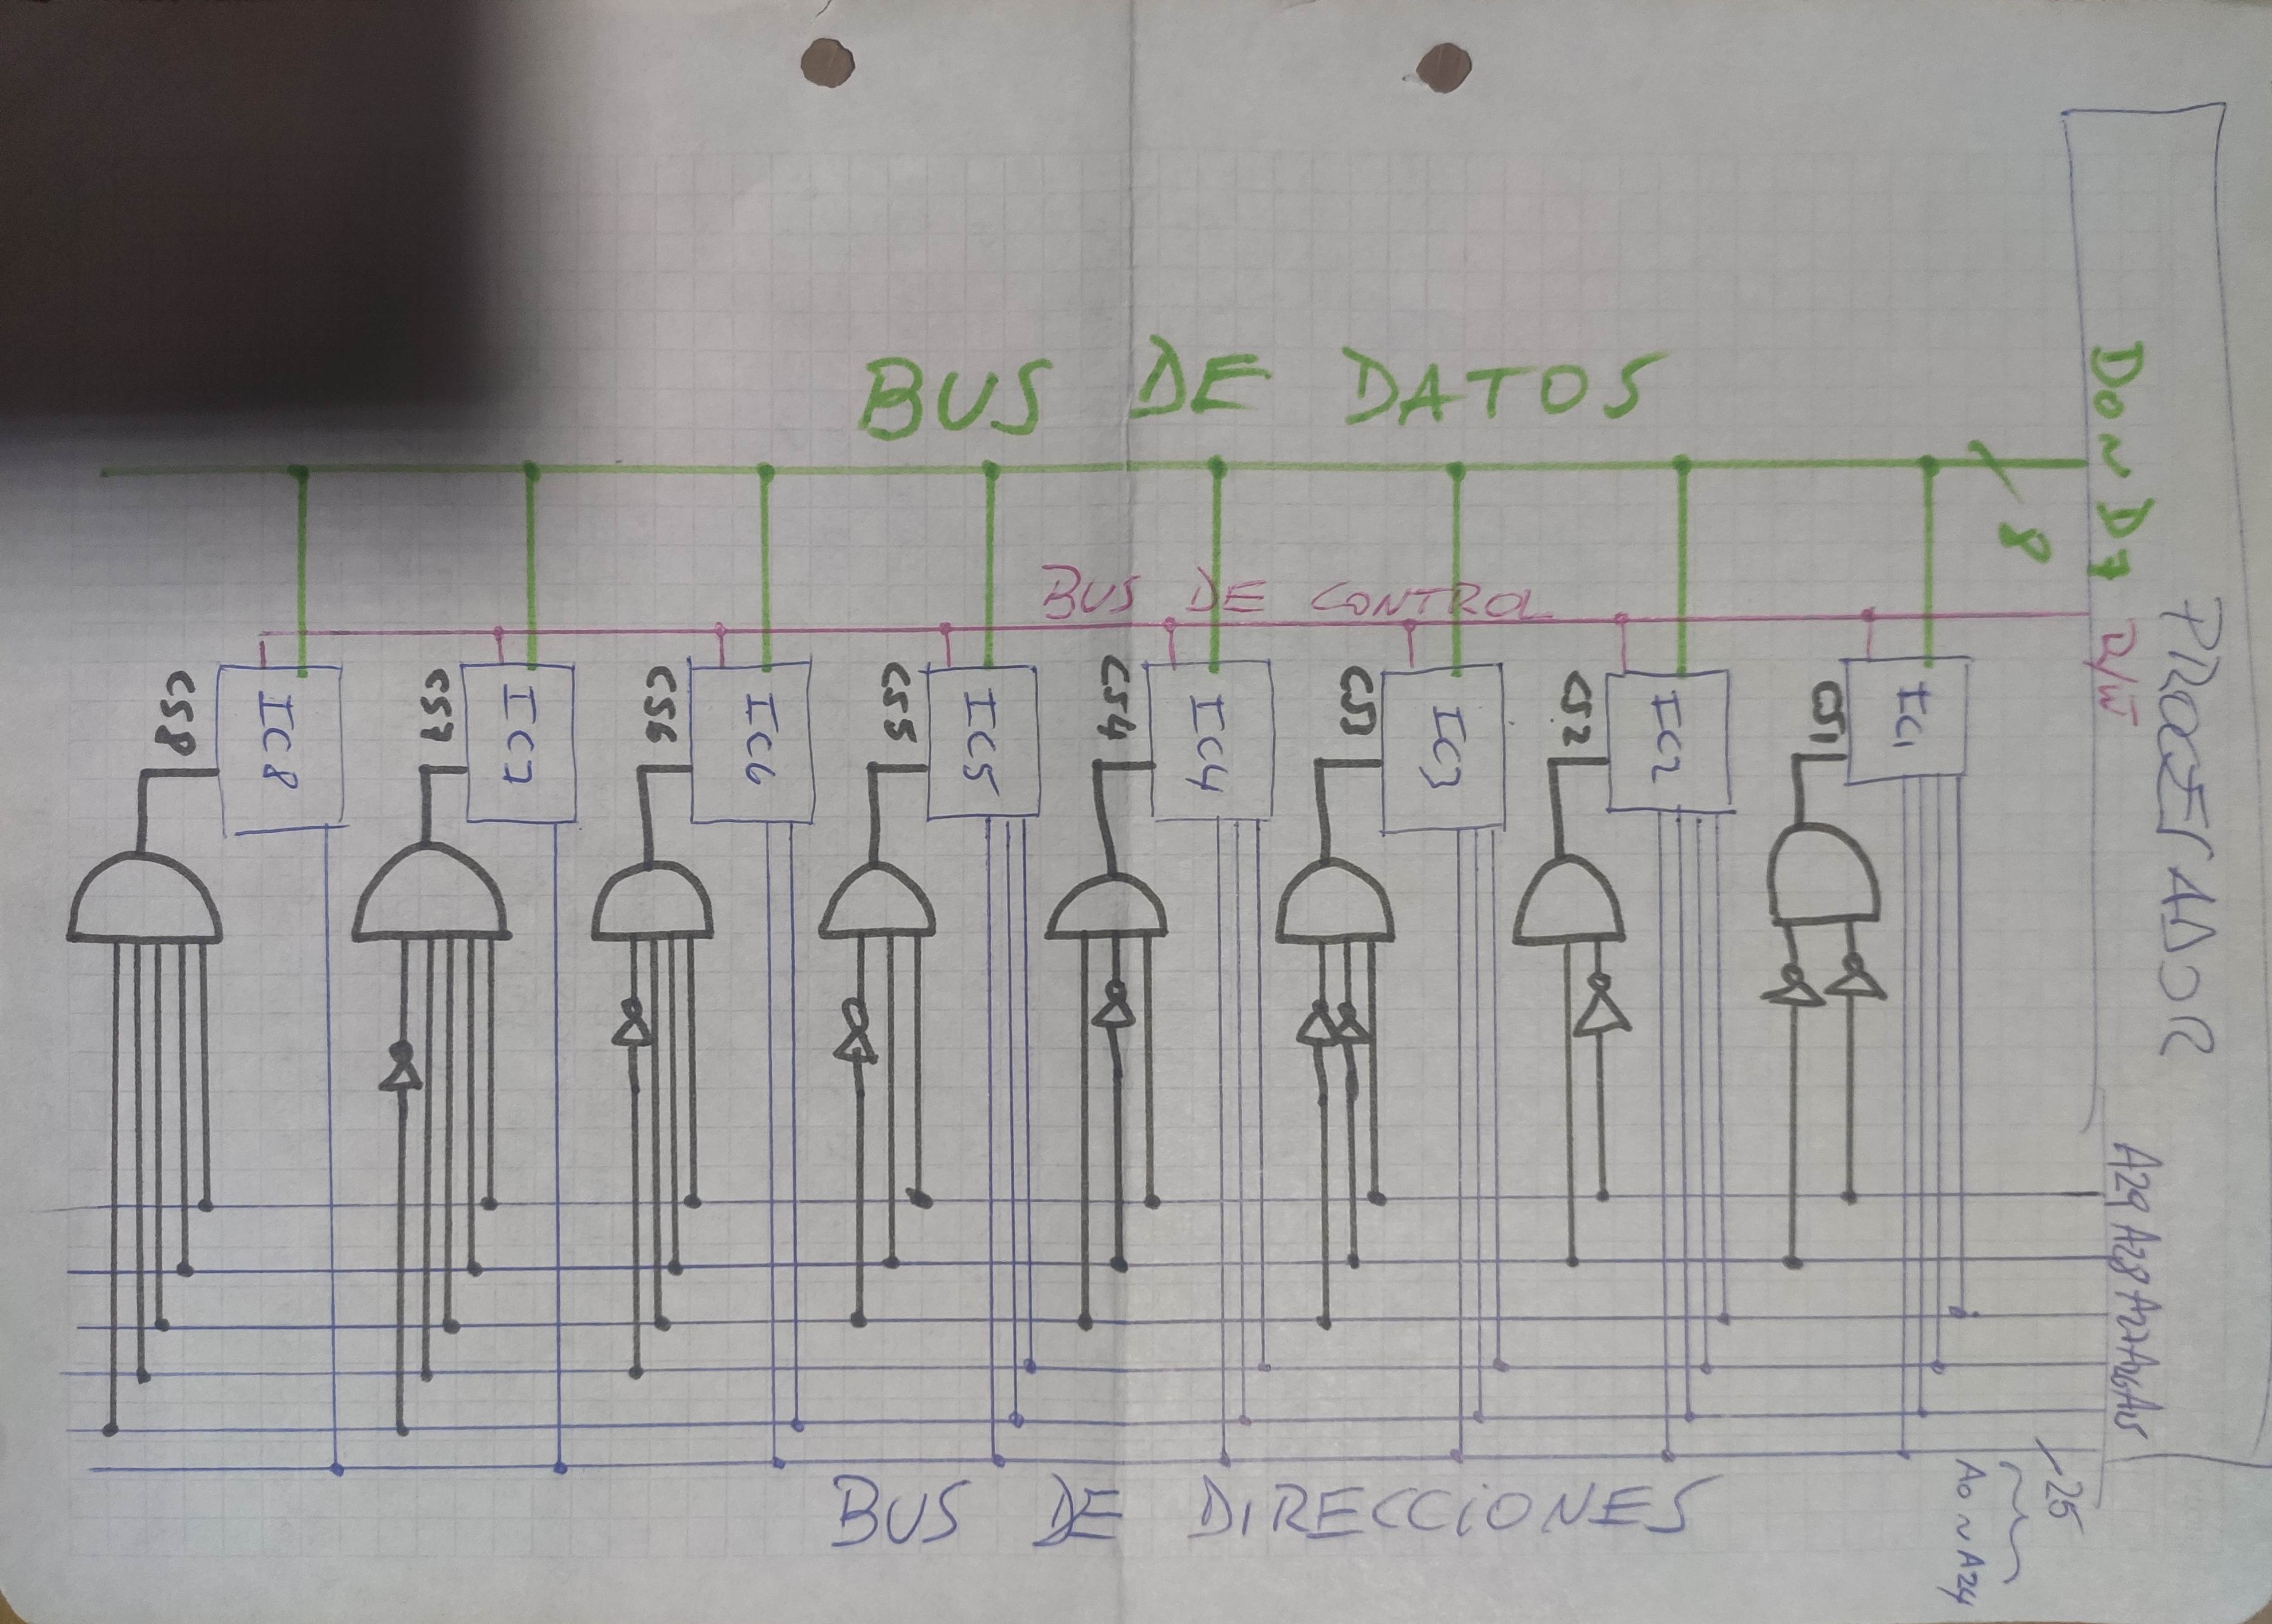 BUS DE DATOS
8
D0 ~ D7
BUS DE CONTROL
R/W
PROCESADOR
CS8
IC8
CS7
IC7
CS6
IC6
CS5
IC5
CS4
IC4
CS3
IC3
CS2
IC2
CS1
IC1
A29 A28 A27 A26 A25
25
A0 ~ A24
BUS DE DIRECCIONES